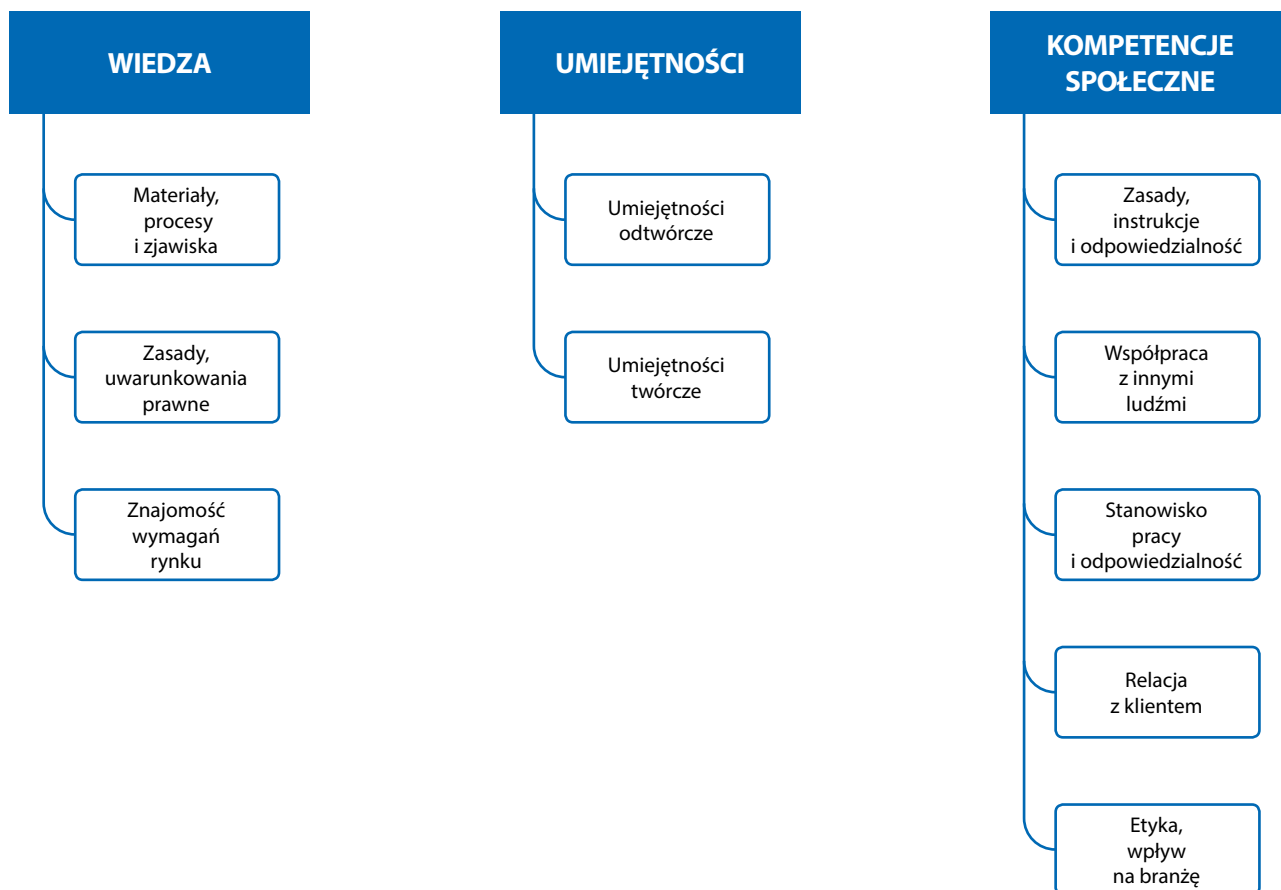 WIEDZA
Materiały,
procesy
i zjawiska
Zasady,
uwarunkowania
prawne
Znajomość
wymagań
rynku
UMIEJĘTNOŚCI
Umiejętności
odtwórcze
Umiejętności
twórcze
KOMPETENCJE
SPOŁECZNE
Zasady,
instrukcje
i odpowiedzialność
Współpraca
z innymi
ludźmi
Stanowisko
pracy
i odpowiedzialność
Relacja
z klientem
Etyka,
wpływ
na branżę